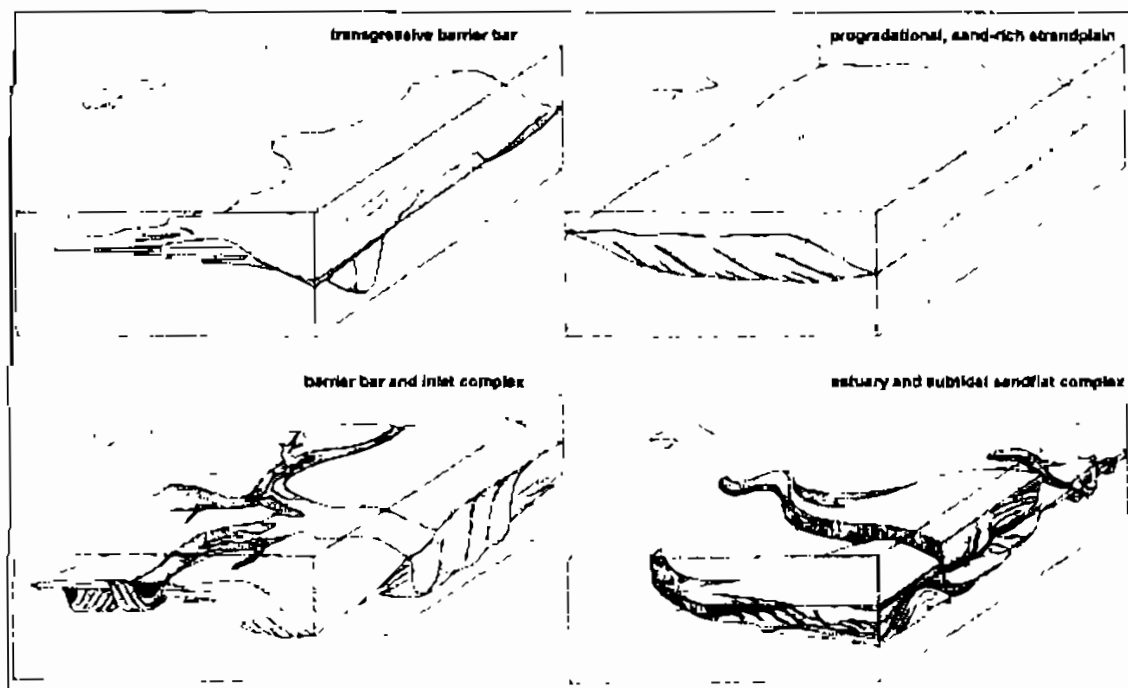 transgressive barrier bar
progradational, sand-rich strandplain
barrier bar and inlet complex
estuary and subtidal sandflat complex